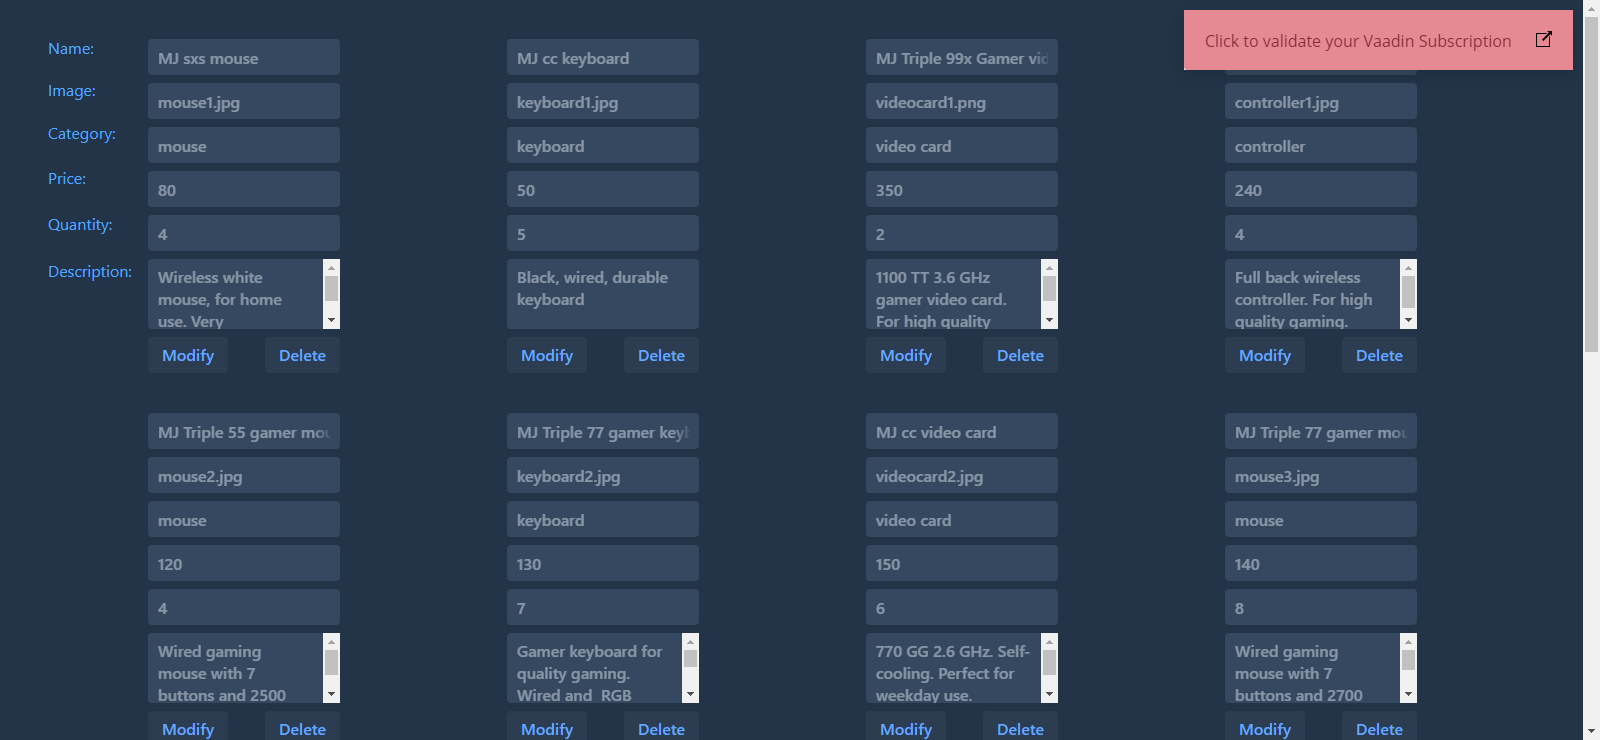 Click to validate your Vaadin Subscription
Name:
MJ sxs mouse
MJ cc keyboard
MJ Triple 99x Gamer
Image:
mouse1.jpg
keyboard1.jpg
videocard1.png
controller1.jpg
Category:
mouse
keyboard
video card
controller
Price:
80
50
350
240
Quantity:
4
5
2
4
Description:
Wireless white
mouse, for home
use. Very
Black, wired, durable
keyboard
1100 TT 3.6 GHz
gamer video card.
For high quality
Full back wireless
controller. For high
quality gaming.
Modify
Delete
Modify
Delete
Modify
Delete
Modify
Delete
MJ Triple 55 gamer
MJ Triple 77 gamer
MJ cc video card
MJ Triple 77 gamer
mouse2.jpg
keyboard2.jpg
videocard2.jpg
mouse3.jpg
mouse
keyboard
video card
mouse
120
130
150
140
4
7
6
8
Wired gaming
mouse with 7
buttons and 2500
Gamer keyboard for
quality gaming.
Wired and RGB
770 GG 2.6 GHz. Self-
cooling. Perfect for
weekday use.
Wired gaming
mouse with 7
buttons and 2700
Modify
Delete
Modify
Delete
Modify
Delete
Modify
Delete